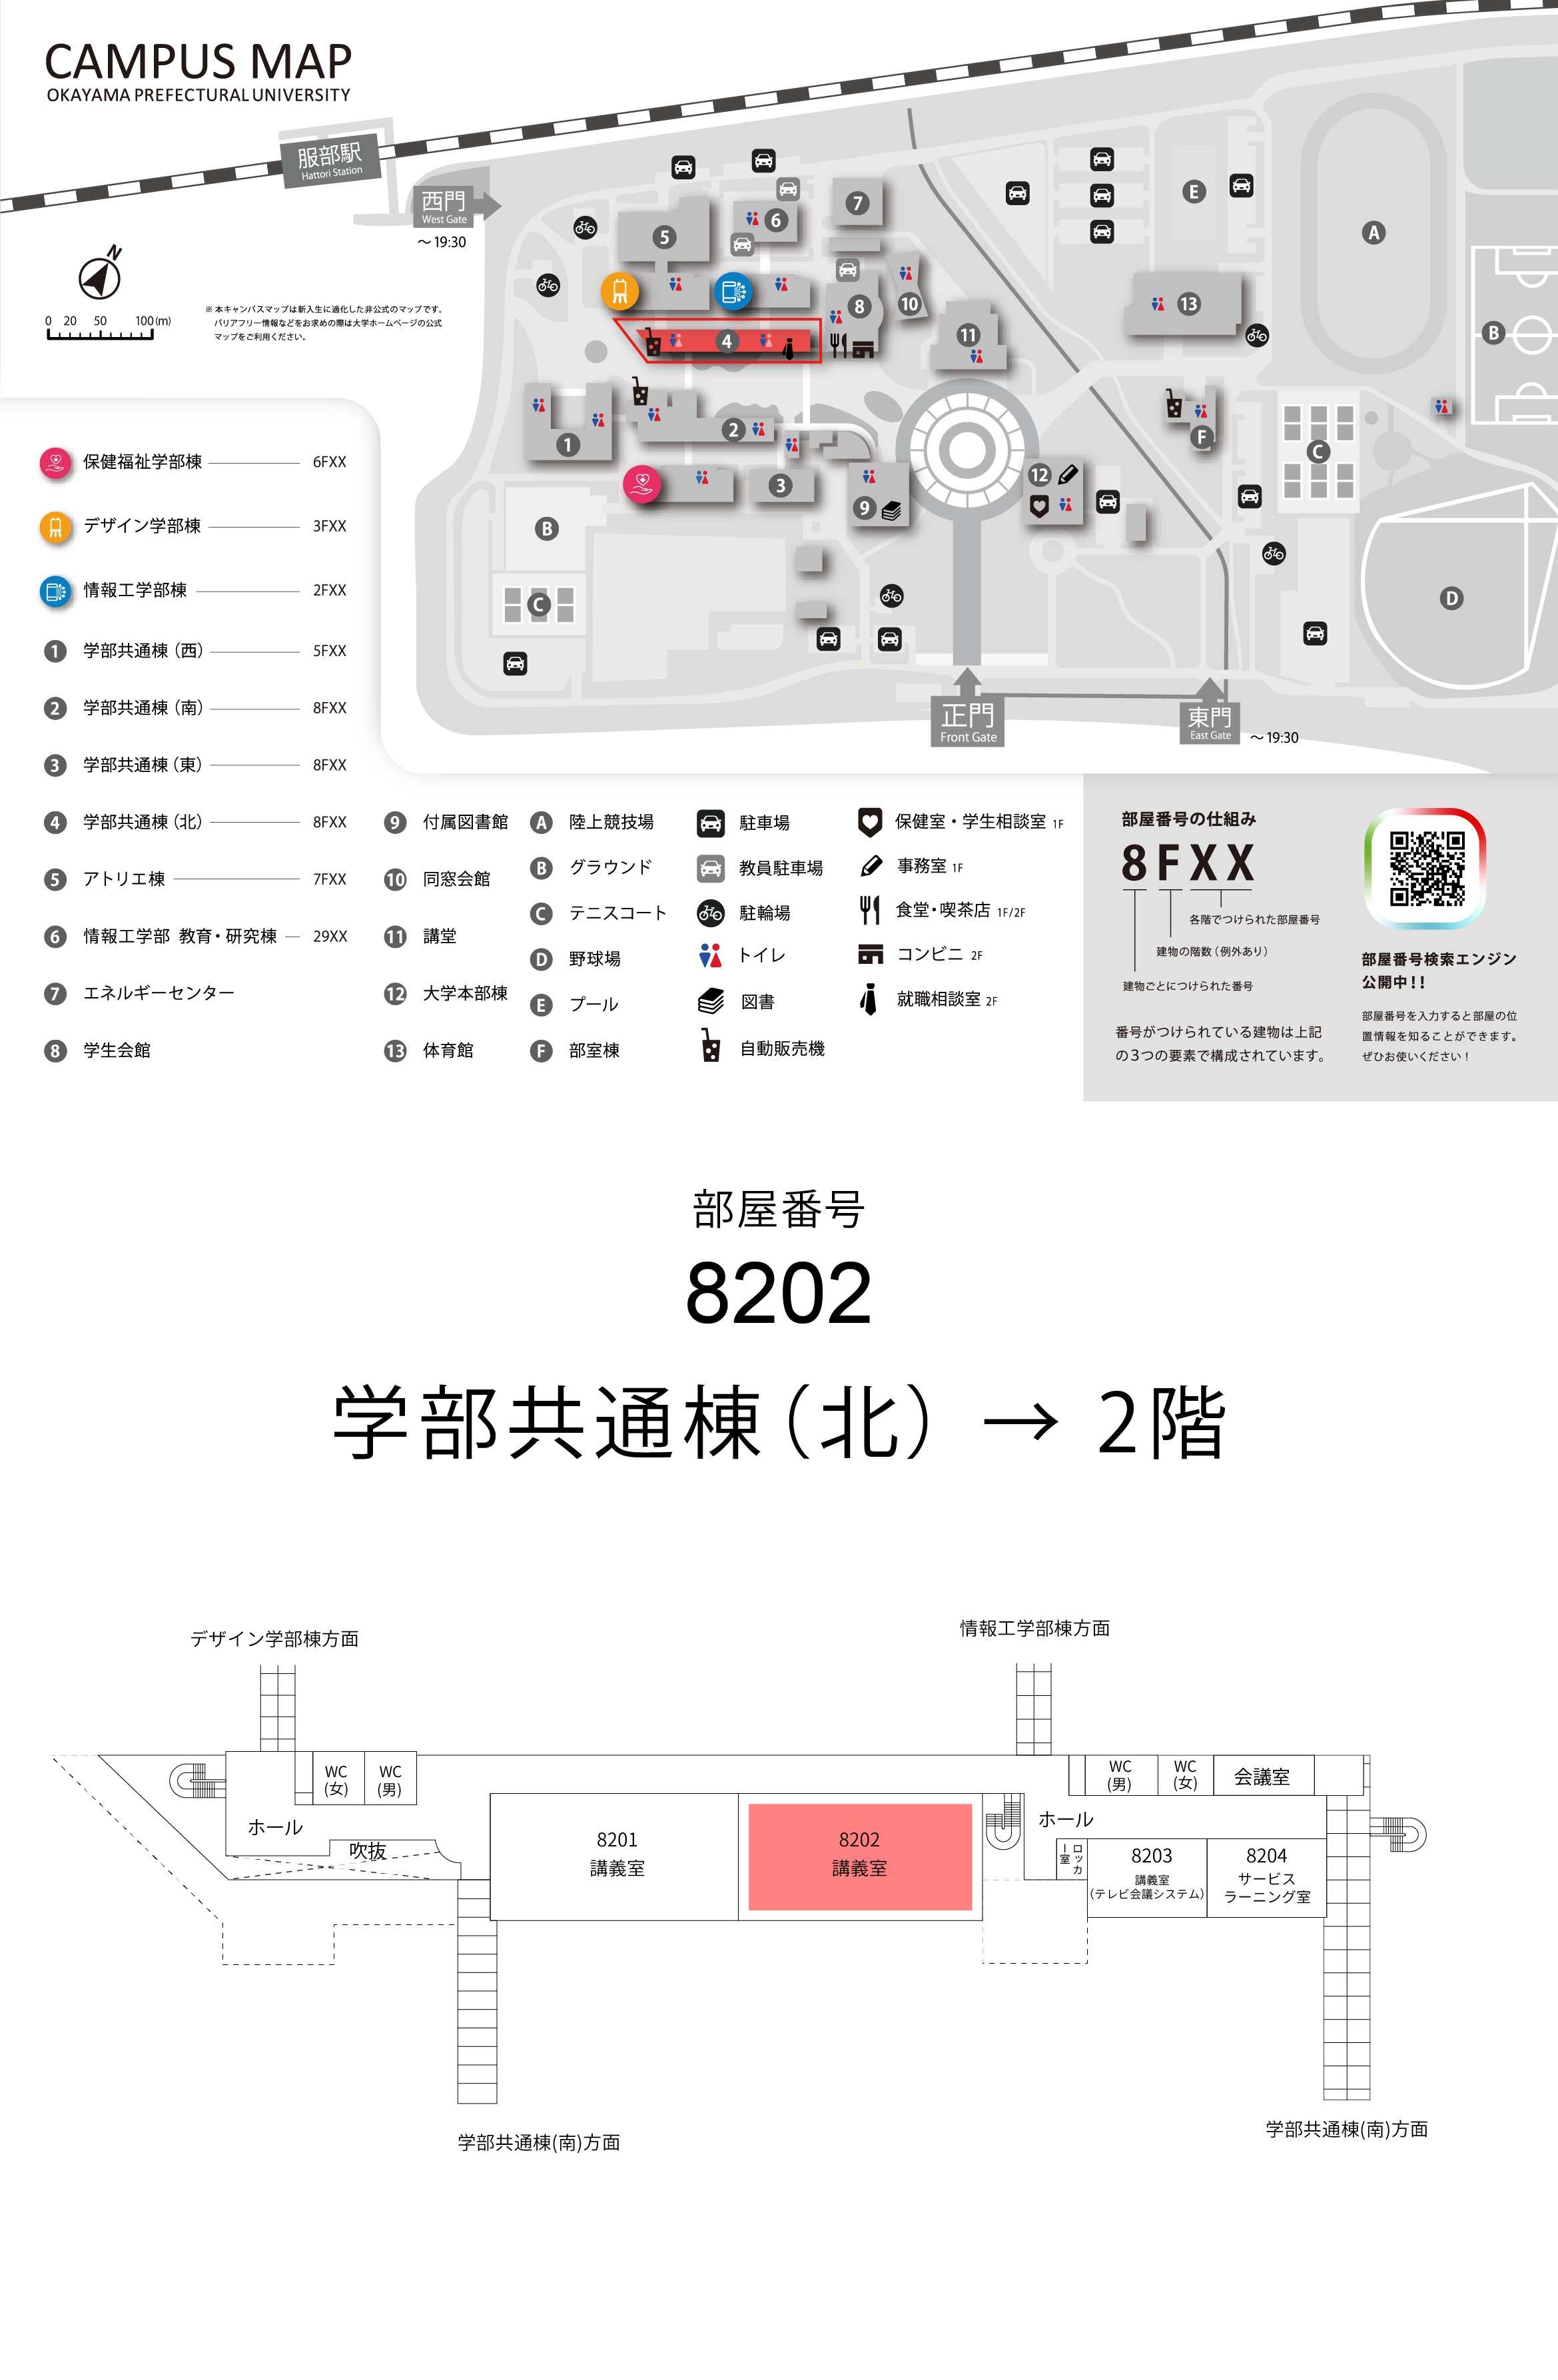 CAMPUS MAP
OKAYAMA PREFECTURAL UNIVERSITY
服部駅
Hattori Station
西門
West Gate
～19:30
N
0 20 50 100(m)
※ 本キャンパスマップは新入生に適化した非公式のマップです。
バリアフリー情報などをお求めの際は大学ホームページの公式
マップをご利用ください。
5
6
7
8
10
4
11
13
E
A
B
1
2
3
9
12
F
C
B
C
D
正門
Front Gate
東門
East Gate
～19:30
保健福祉学部棟 6FXX
デザイン学部棟 3FXX
情報工学部棟 2FXX
1 学部共通棟（西） 5FXX
2 学部共通棟（南） 8FXX
3 学部共通棟（東） 8FXX
4 学部共通棟（北） 8FXX
5 アトリエ棟 7FXX
6 情報工学部 教育・研究棟 29XX
7 エネルギーセンター
8 学生会館
9 付属図書館
10 同窓会館
11 講堂
12 大学本部棟
13 体育館
A 陸上競技場
B グラウンド
C テニスコート
D 野球場
E プール
F 部室棟
駐車場
教員駐車場
駐輪場
トイレ
図書
自動販売機
保健室・学生相談室 1F
事務室 1F
食堂・喫茶店 1F/2F
コンビニ 2F
就職相談室 2F
部屋番号の仕組み
8FXX
各階でつけられた部屋番号
建物の階数（例外あり）
建物ごとにつけられた番号
番号がつけられている建物は上記
の３つの要素で構成されています。
部屋番号検索エンジン
公開中！！
部屋番号を入力すると部屋の位
置情報を知ることができます。
ぜひお使いください！
部屋番号
8202
学部共通棟（北） → 2階
デザイン学部棟方面
情報工学部棟方面
WC
(女)
WC
(男)
WC
(男)
WC
(女)
会議室
ホール
吹抜
8201
講義室
8202
講義室
ホール
ロッカー室
8203
講義室
（テレビ会議システム）
8204
サービス
ラーニング室
学部共通棟(南)方面
学部共通棟(南)方面